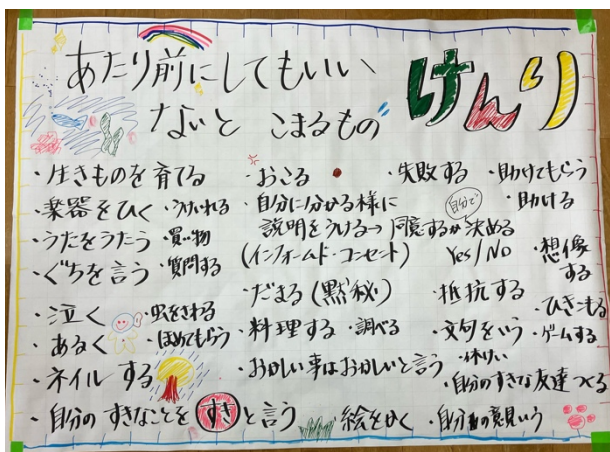 あたり前にしてもいい
ないと こまるもの
けんり
・生きものを育てる
・楽器をひく
・うけいれる
・うたをうたう
・買い物
・ぐちを言う
・質問する
・泣く
・虫をさわる
・あるく
・ほめてもらう
・ネイルする
・自分のすきなことをすきと言う
・おこる
・自分に分かる様に
説明をうける→同意するか決める
自分で
(インフォームド・コンセント)
Yes/No
・だまる(黙秘)
・料理する
・調べる
・おかしい事はおかしいと言う
・絵をかく
・失敗する
・助けてもらう
・助ける
・想像
する
・抵抗する
・ひきこもる
・文句をいう
・ゲームする
・休けい
・自分のすきな友達つくる
・自分の意見いう